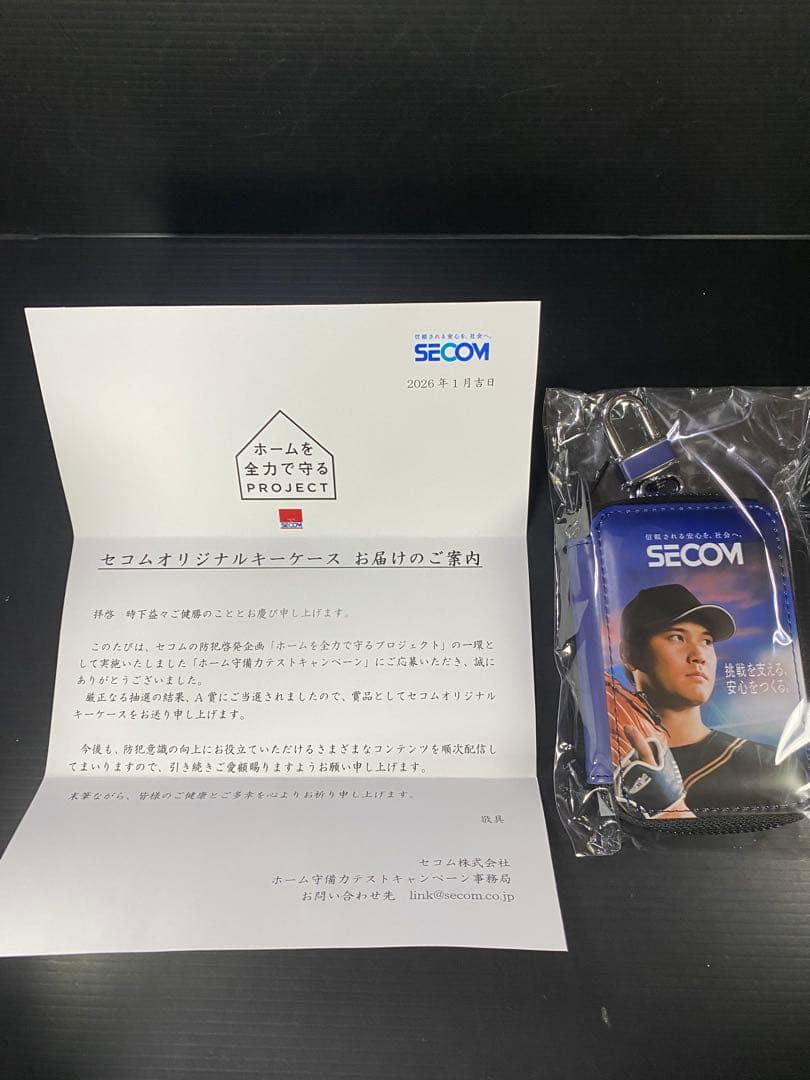 信頼される安心を、社会へ。
SECOM
2026年1月吉日
ホームを
全力で守る
PROJECT
SECOM
セコムオリジナルキーケース お届けのご案内
拝啓 時下益々ご健勝のこととお慶び申し上げます。
このたびは、セコムの防犯啓発企画「ホームを全力で守るプロジェクト」の一環と
して実施いたしました「ホーム守備力テストキャンペーン」にご応募いただき、誠に
ありがとうございました。
厳正なる抽選の結果、A賞にご当選されましたので、賞品としてセコムオリジナル
キーケースをお送り申し上げます。
今後も、防犯意識の向上にお役立ていただけるさまざまなコンテンツを順次配信し
てまいりますので、引き続きご愛顧賜りますようお願い申し上げます。
末筆ながら、皆様のご健康とご多幸を心よりお祈り申し上げます。
敬具
セコム株式会社
ホーム守備力テストキャンペーン事務局
お問い合わせ先 link@secom.co.jp
信頼される安心を、社会へ。
SECOM
挑戦を支える、
安心をつくる。